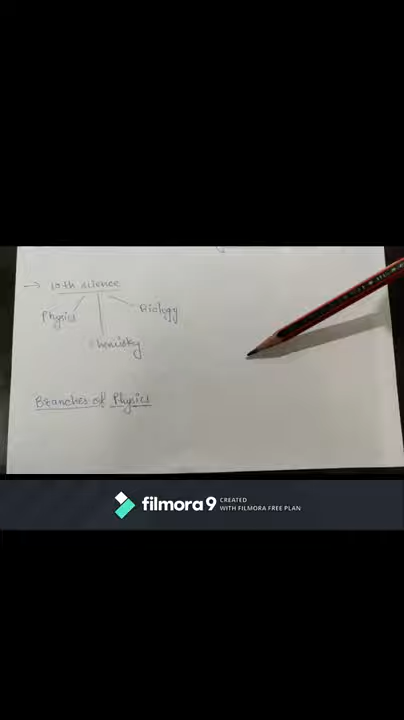 → 10th science
Physics
Biology
Chemistry
Branches of Physics
filmora 9
CREATED
WITH FILMORA FREE PLAN